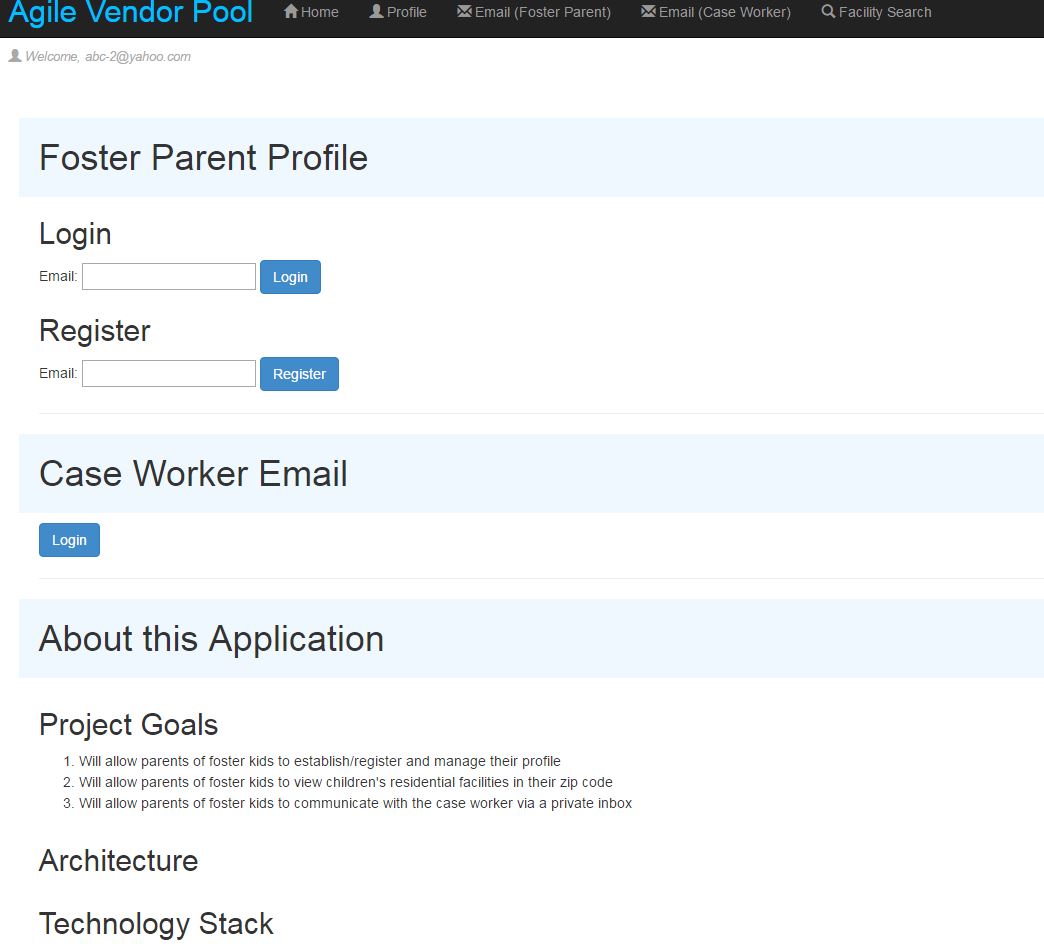 Agile Vendor Pool Home Profile Email (Foster Parent) Email (Case Worker) Facility Search
Welcome, abc-2@yahoo.com
Foster Parent Profile
Login
Email: Login
Register
Email: Register
Case Worker Email
Login
About this Application
Project Goals
1. Will allow parents of foster kids to establish/register and manage their profile
2. Will allow parents of foster kids to view children's residential facilities in their zip code
3. Will allow parents of foster kids to communicate with the case worker via a private inbox
Architecture
Technology Stack